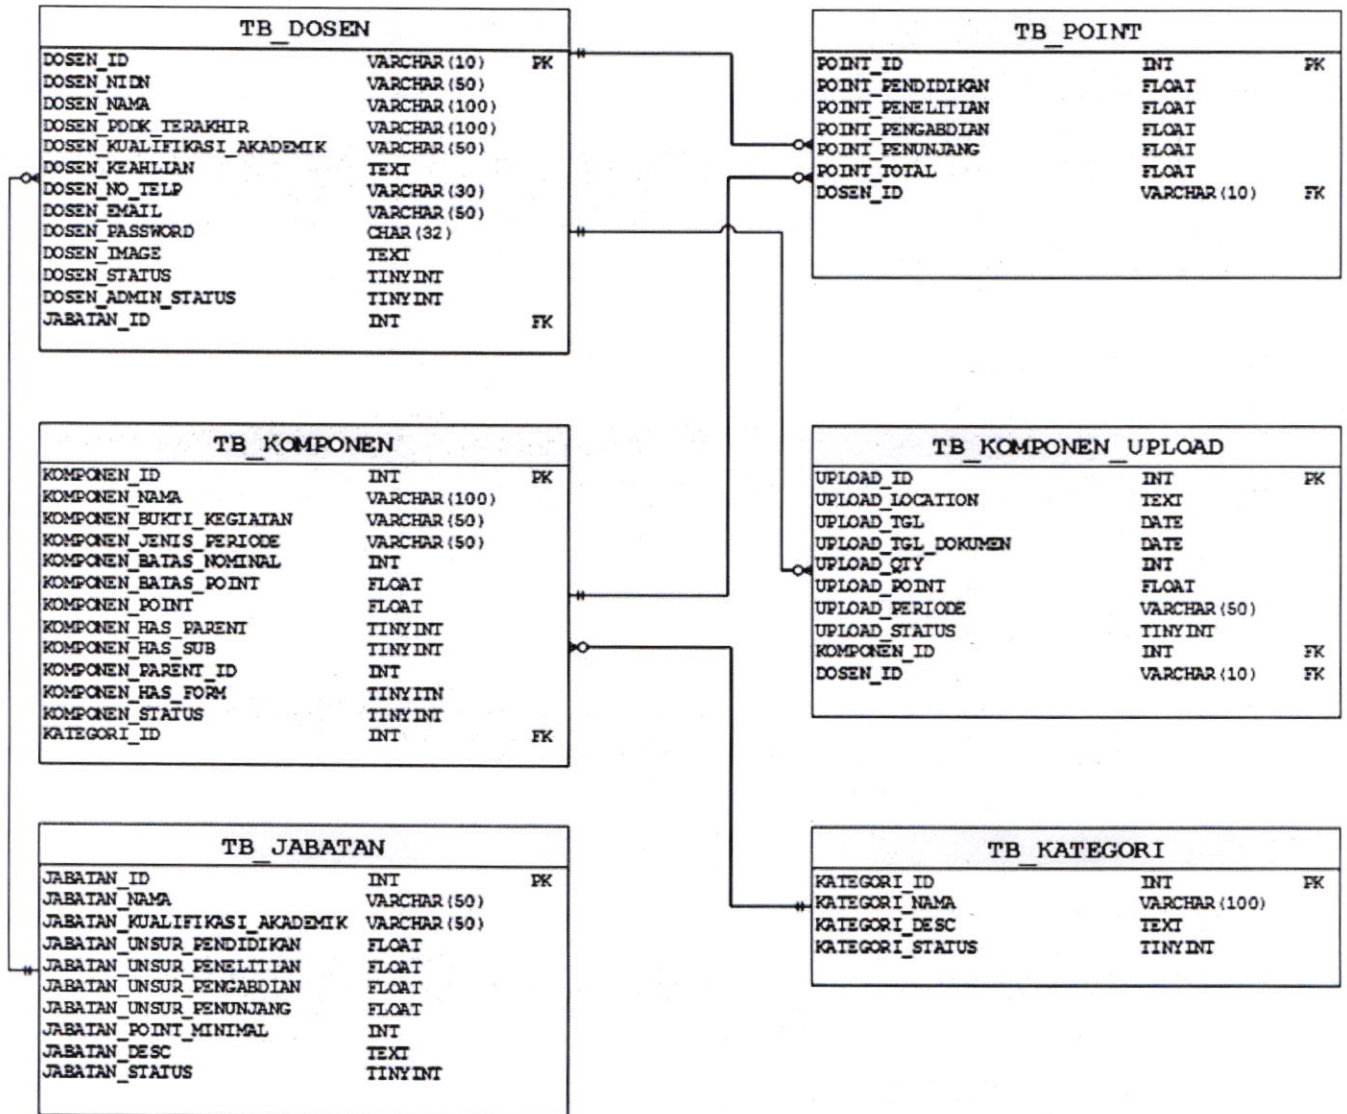 TB_DOSEN
DOSEN_ID VARCHAR(10) PK
DOSEN_NIDN VARCHAR(50)
DOSEN_NAMA VARCHAR(100)
DOSEN_PDDK_TERAKHIR VARCHAR(100)
DOSEN_KUALIFIKASI_AKADEMIK VARCHAR(50)
DOSEN_KEAHLIAN TEXT
DOSEN_NO_TELP VARCHAR(30)
DOSEN_EMAIL VARCHAR(50)
DOSEN_PASSWORD CHAR(32)
DOSEN_IMAGE TEXT
DOSEN_STATUS TINYINT
DOSEN_ADMIN_STATUS TINYINT
JABATAN_ID INT FK
TB_POINT
POINT_ID INT PK
POINT_PENDIDIKAN FLOAT
POINT_PENELITIAN FLOAT
POINT_PENGABDIAN FLOAT
POINT_PENUNJANG FLOAT
POINT_TOTAL FLOAT
DOSEN_ID VARCHAR(10) FK
TB_KOMPONEN
KOMPONEN_ID INT PK
KOMPONEN_NAMA VARCHAR(100)
KOMPONEN_BUKTI_KEGIATAN VARCHAR(50)
KOMPONEN_JENIS_PERIODE VARCHAR(50)
KOMPONEN_BATAS_NOMINAL INT
KOMPONEN_BATAS_POINT FLOAT
KOMPONEN_POINT FLOAT
KOMPONEN_HAS_PARENT TINYINT
KOMPONEN_HAS_SUB TINYINT
KOMPONEN_PARENT_ID INT
KOMPONEN_HAS_FORM TINYITN
KOMPONEN_STATUS TINYINT
KATEGORI_ID INT FK
TB_KOMPONEN_UPLOAD
UPLOAD_ID INT PK
UPLOAD_LOCATION TEXT
UPLOAD_TGL DATE
UPLOAD_TGL_DOKUMEN DATE
UPLOAD_QTY INT
UPLOAD_POINT FLOAT
UPLOAD_PERIODE VARCHAR(50)
UPLOAD_STATUS TINYINT
KOMPONEN_ID INT FK
DOSEN_ID VARCHAR(10) FK
TB_JABATAN
JABATAN_ID INT PK
JABATAN_NAMA VARCHAR(50)
JABATAN_KUALIFIKASI_AKADEMIK VARCHAR(50)
JABATAN_UNSUR_PENDIDIKAN FLOAT
JABATAN_UNSUR_PENELITIAN FLOAT
JABATAN_UNSUR_PENGABDIAN FLOAT
JABATAN_UNSUR_PENUNJANG FLOAT
JABATAN_POINT_MINIMAL INT
JABATAN_DESC TEXT
JABATAN_STATUS TINYINT
TB_KATEGORI
KATEGORI_ID INT PK
KATEGORI_NAMA VARCHAR(100)
KATEGORI_DESC TEXT
KATEGORI_STATUS TINYINT